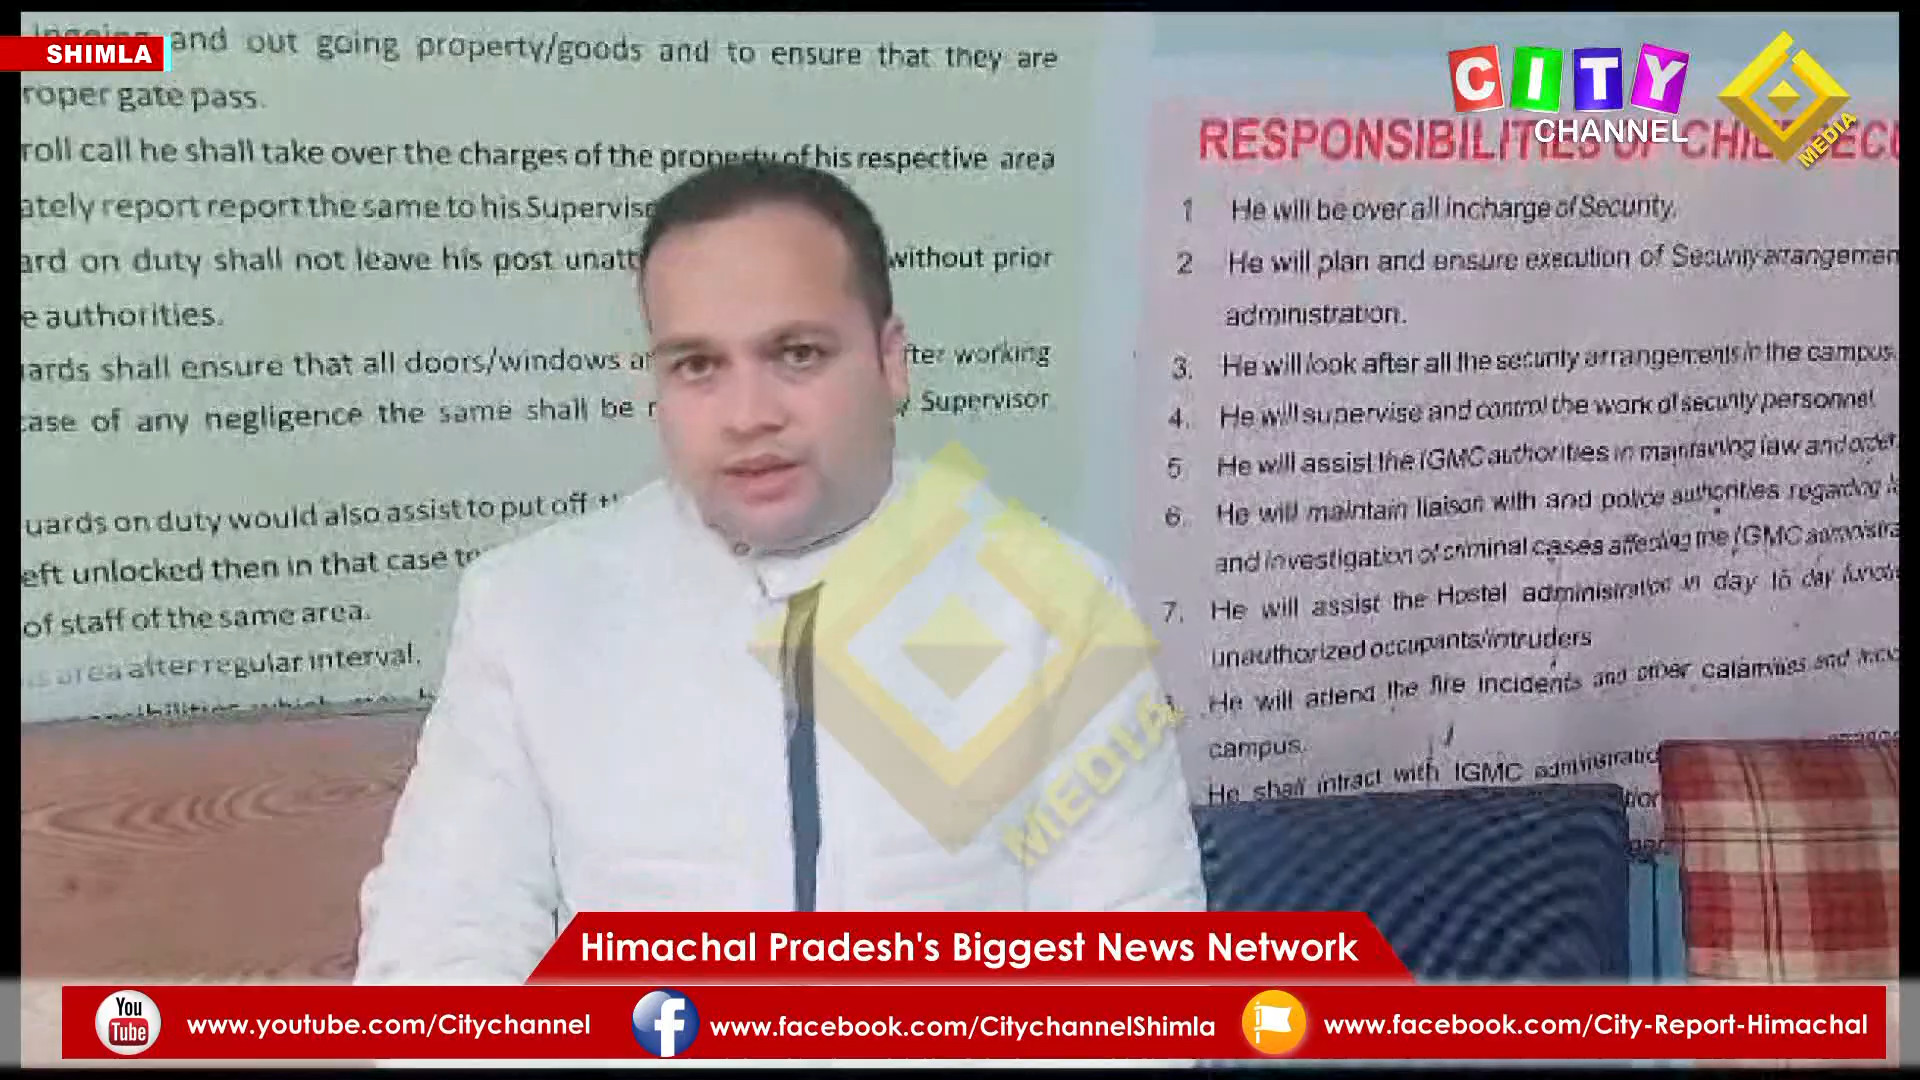 SHIMLA
and out going property/goods and to ensure that they are
roper gate pass.
roll call he shall take over the charges of the property of his respective area
ately report report the same to his
ard on duty shall not leave his post
without prior
e authorities.
uards shall ensure that all doors/windows
working
case of any negligence the same shall be
Supervisor
uards on duty would also assist to put off
eft unlocked then in that case
of staff of the same area.
area after regular interval.
CITY
CHANNEL
MEDIA
RESPONSIBILITIES OF
1 He will be over all incharge of Security.
2 He will plan and ensure execution of Security
administration.
3. He will look after all the security arrangements in the campus.
4. He will supervise and control the work of security personnel
5 He will assist the IGMC authorities in maintaining law and order
6. He will maintain liaison with and police authorities regarding
and investigation of criminal cases affecting the IGMC
7. He will assist the Hostel administration in day to day
unauthorized occupants/intruders
He will attend the fire incidents and other calamities and
campus.
He shall intract with IGMC
MEDIA
Himachal Pradesh's Biggest News Network
You
Tube
www.youtube.com/Citychannel
f
www.facebook.com/CitychannelShimla
www.facebook.com/City-Report-Himachal